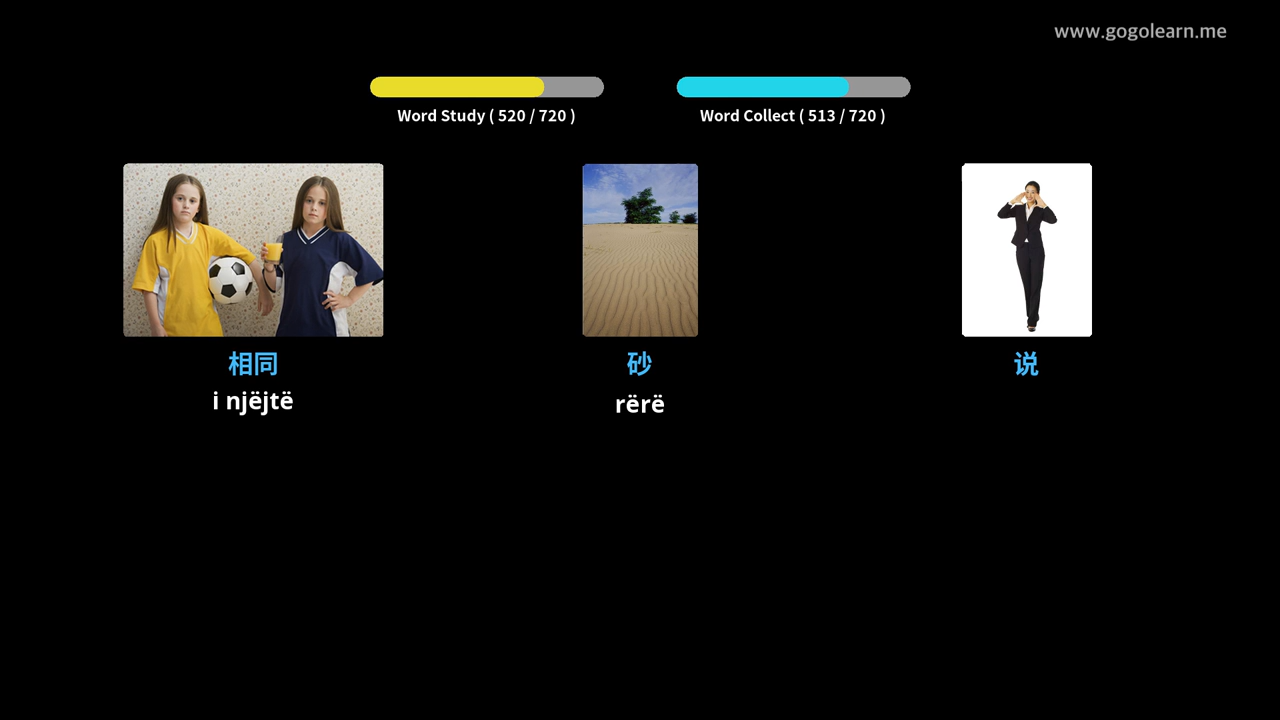 www.gogolearn.me
Word Study ( 520 / 720 )
Word Collect ( 513 / 720 )
相同
i njëjtë
砂
rërë
说